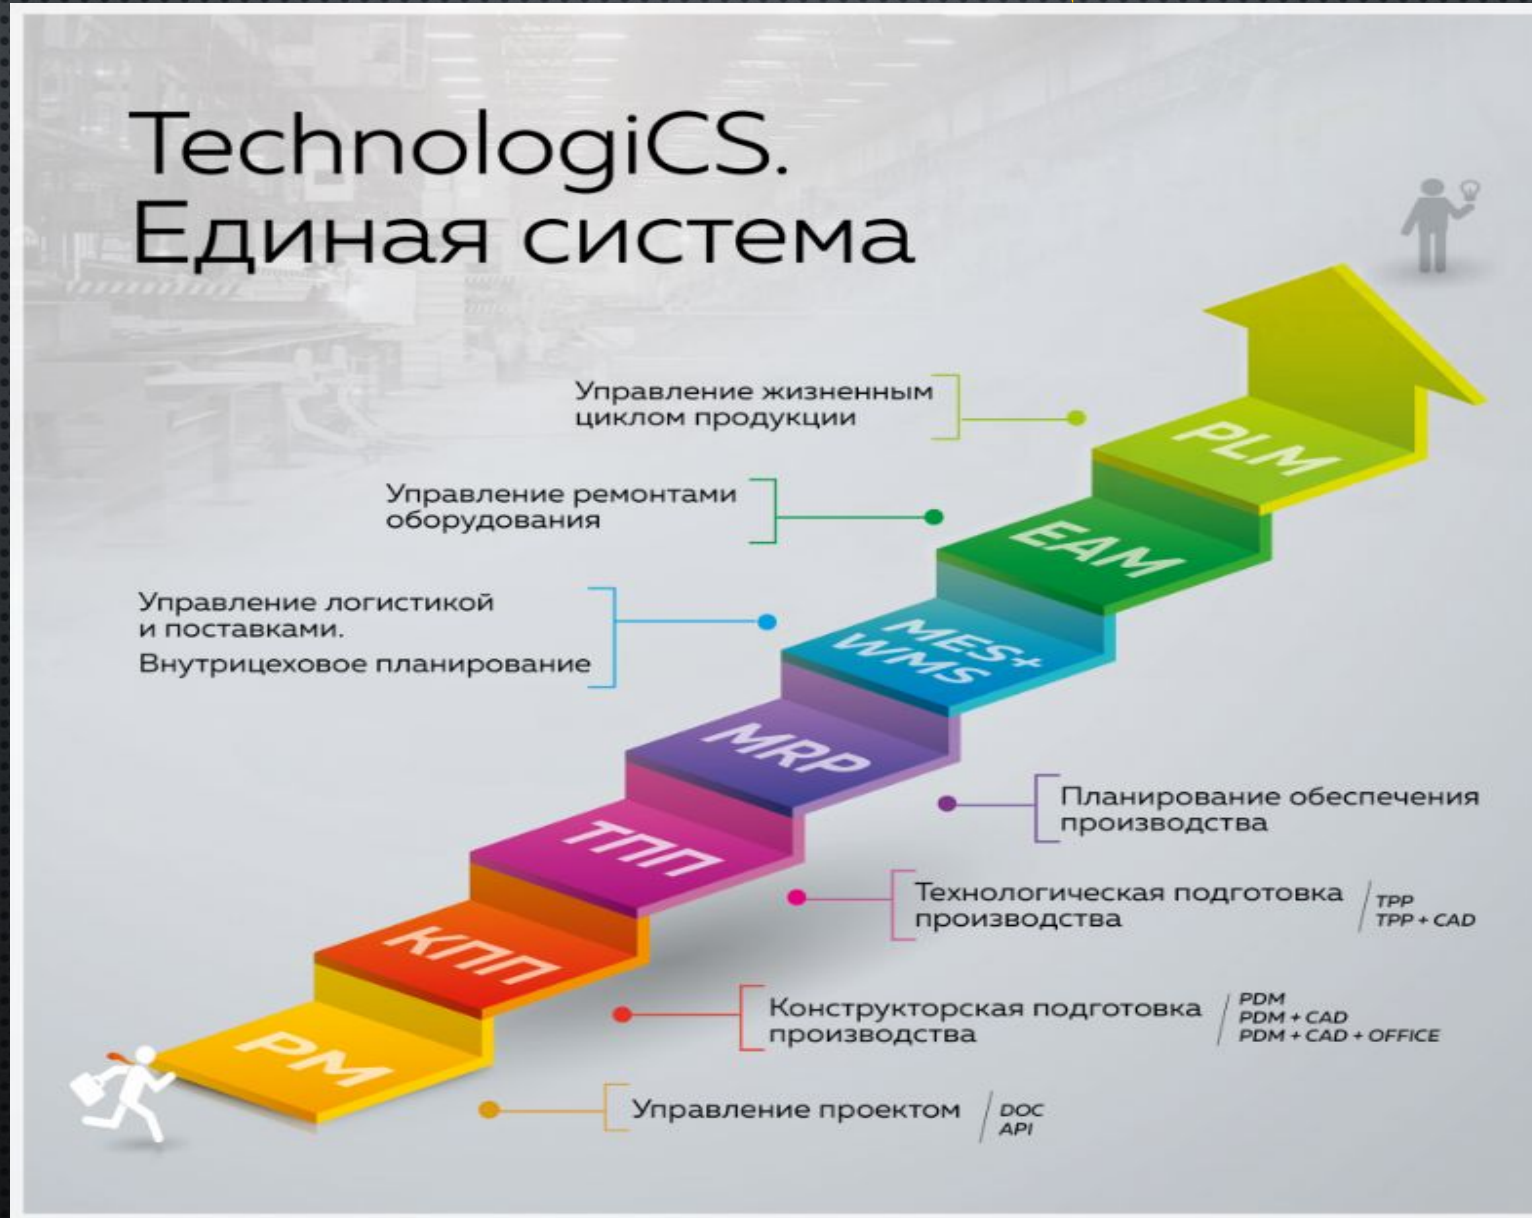 TechnologiCS.
Единая система
Управление жизненным
циклом продукции
PLM
Управление ремонтами
оборудования
EAM
Управление логистикой
и поставками.
Внутрицеховое планирование
MES+
WMS
MRP
Планирование обеспечения
производства
ТПП
Технологическая подготовка
производства
TPP
TPP + CAD
КПП
Конструкторская подготовка
производства
PDM
PDM + CAD
PDM + CAD + OFFICE
PM
Управление проектом
DOC
API